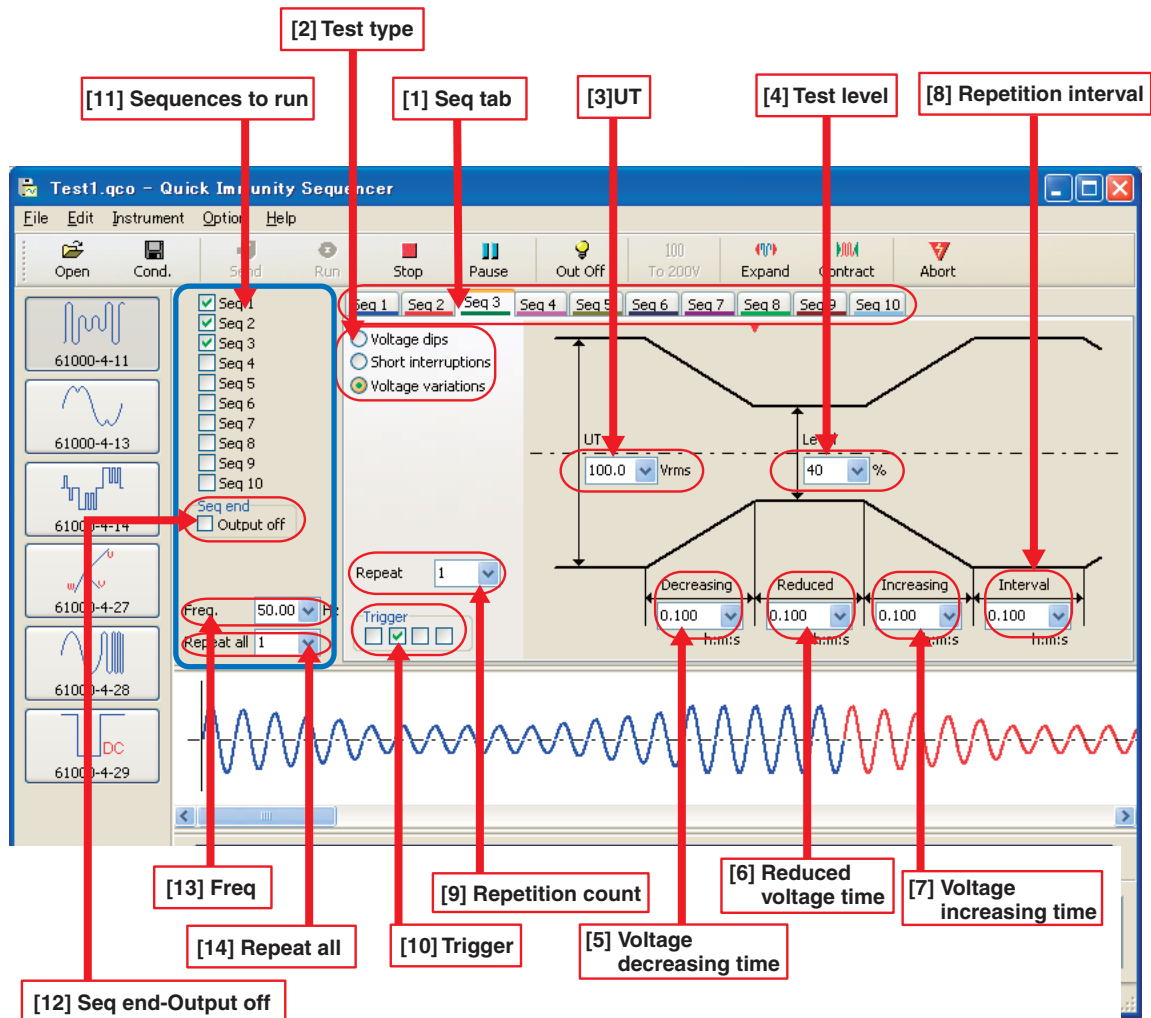 [2] Test type
[11] Sequences to run
[1] Seq tab
[3]UT
[4] Test level
[8] Repetition interval
Test1.qco - Quick Immunity Sequencer
File Edit Instrument Option Help
Open Cond. Send Run Stop Pause Out Off 100 To 200V Expand Contract Abort
61000-4-11
61000-4-13
61000-4-14
61000-4-27
61000-4-28
DC
61000-4-29
Seq 1
Seq 2
Seq 3
Seq 4
Seq 5
Seq 6
Seq 7
Seq 8
Seq 9
Seq 10
Seq end
Output off
Freq. 50.00 Hz
Repeat all 1
Seq 1 Seq 2 Seq 3 Seq 4 Seq 5 Seq 6 Seq 7 Seq 8 Seq 9 Seq 10
Voltage dips
Short interruptions
Voltage variations
Repeat 1
Trigger
UT
100.0 Vrms
Level
40 %
Decreasing Reduced Increasing Interval
0.100 0.100 0.100 0.100
h:m:s h:m:s h:m:s h:m:s
[13] Freq
[14] Repeat all
[9] Repetition count
[10] Trigger
[6] Reduced
voltage time
[7] Voltage
increasing time
[5] Voltage
decreasing time
[12] Seq end-Output off